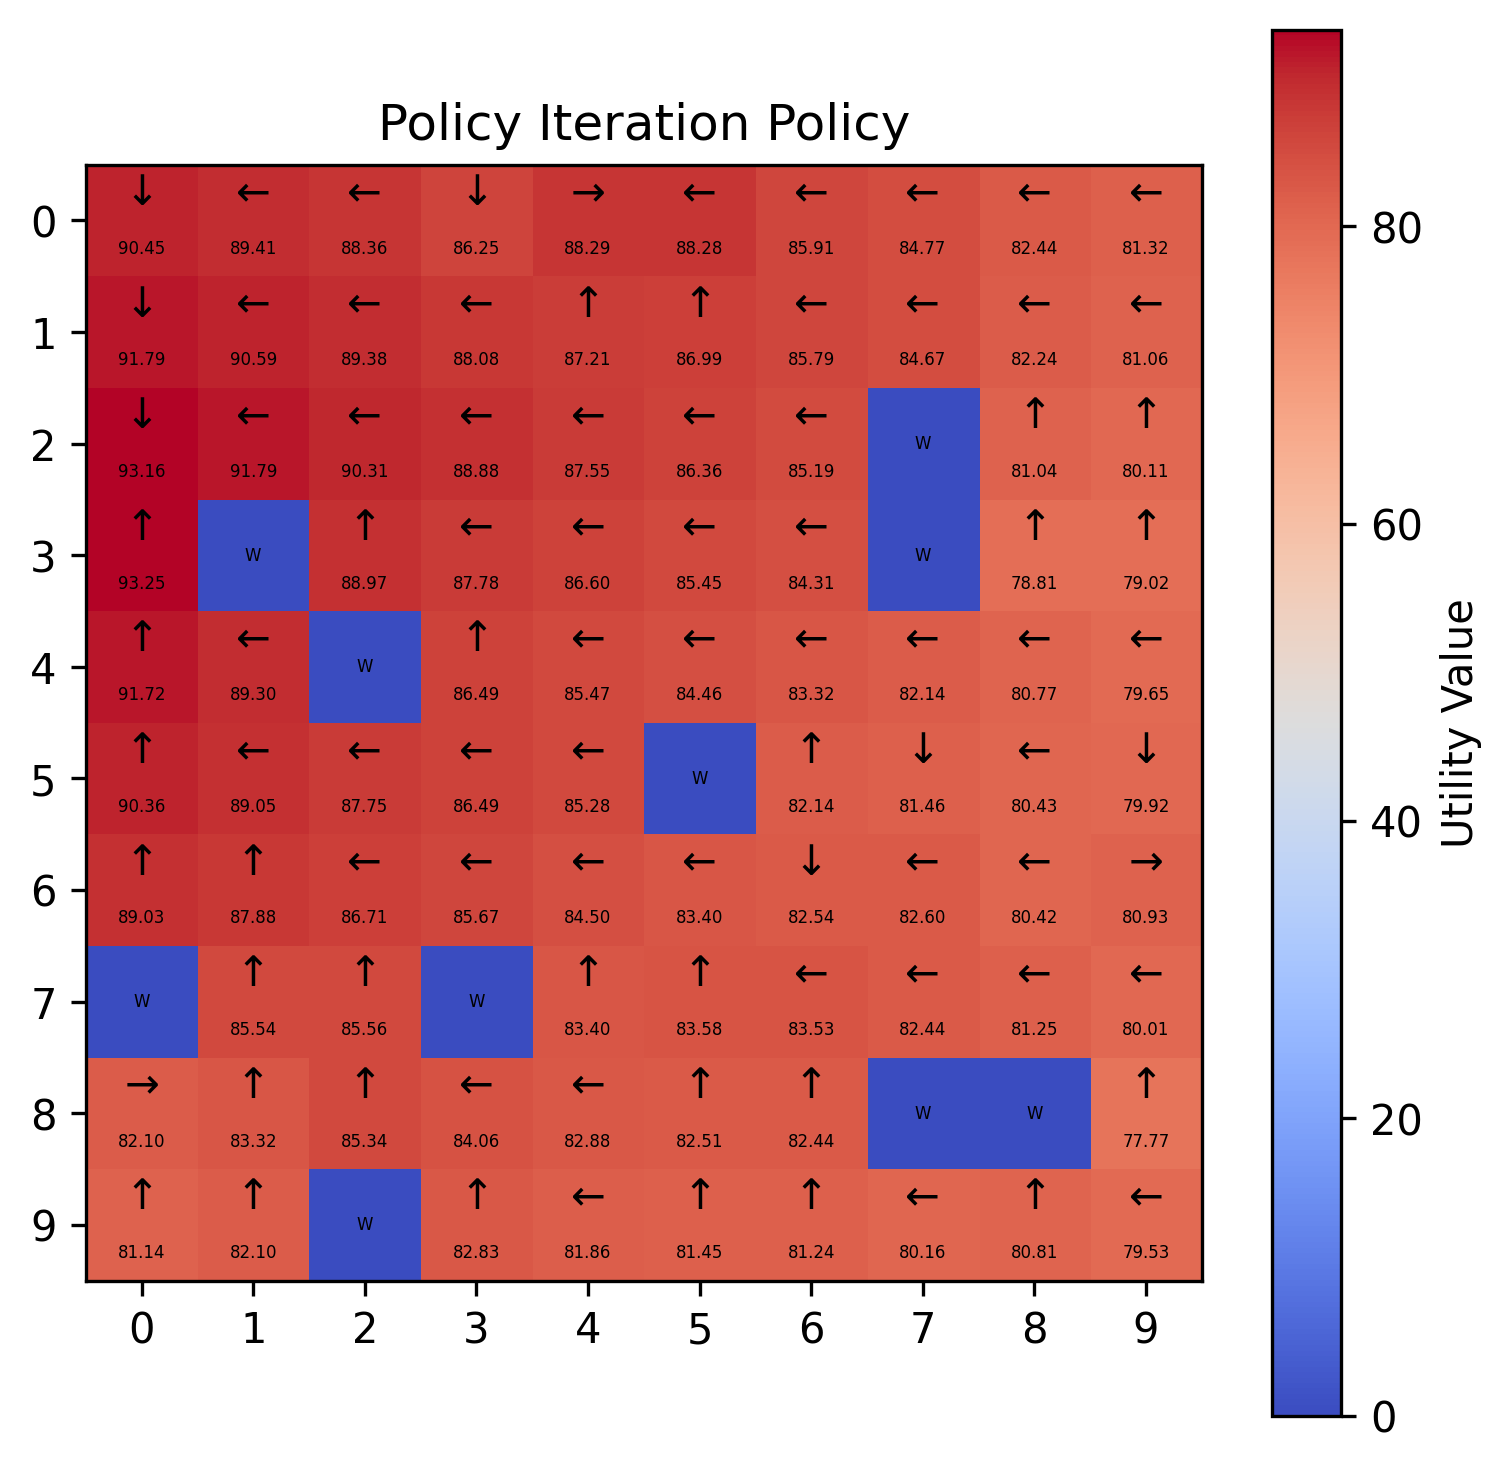 Policy Iteration Policy
0 ↓ ← ← ↓ → ← ← ← ← ←
90.45 89.41 88.36 86.25 88.29 88.28 85.91 84.77 82.44 81.32
1 ↓ ← ← ← ↑ ↑ ← ← ← ←
91.79 90.59 89.38 88.08 87.21 86.99 85.79 84.67 82.24 81.06
2 ↓ ← ← ← ← ← ← W ↑ ↑
93.16 91.79 90.31 88.88 87.55 86.36 85.19 81.04 80.11
3 ↑ W ↑ ← ← ← ← W ↑ ↑
93.25 88.97 87.78 86.60 85.45 84.31 78.81 79.02
4 ↑ ← W ↑ ← ← ← ← ← ←
91.72 89.30 86.49 85.47 84.46 83.32 82.14 80.77 79.65
5 ↑ ← ← ← ← W ↑ ↓ ← ↓
90.36 89.05 87.75 86.49 85.28 82.14 81.46 80.43 79.92
6 ↑ ↑ ← ← ← ← ↓ ← ← →
89.03 87.88 86.71 85.67 84.50 83.40 82.54 82.60 80.42 80.93
7 W ↑ ↑ W ↑ ↑ ← ← ← ←
85.54 85.56 83.40 83.58 83.53 82.44 81.25 80.01
8 → ↑ ↑ ← ← ↑ ↑ W W ↑
82.10 83.32 85.34 84.06 82.88 82.51 82.44 77.77
9 ↑ ↑ W ↑ ← ↑ ↑ ← ↑ ←
81.14 82.10 82.83 81.86 81.45 81.24 80.16 80.81 79.53
0 1 2 3 4 5 6 7 8 9
80
60
40
20
0
Utility Value